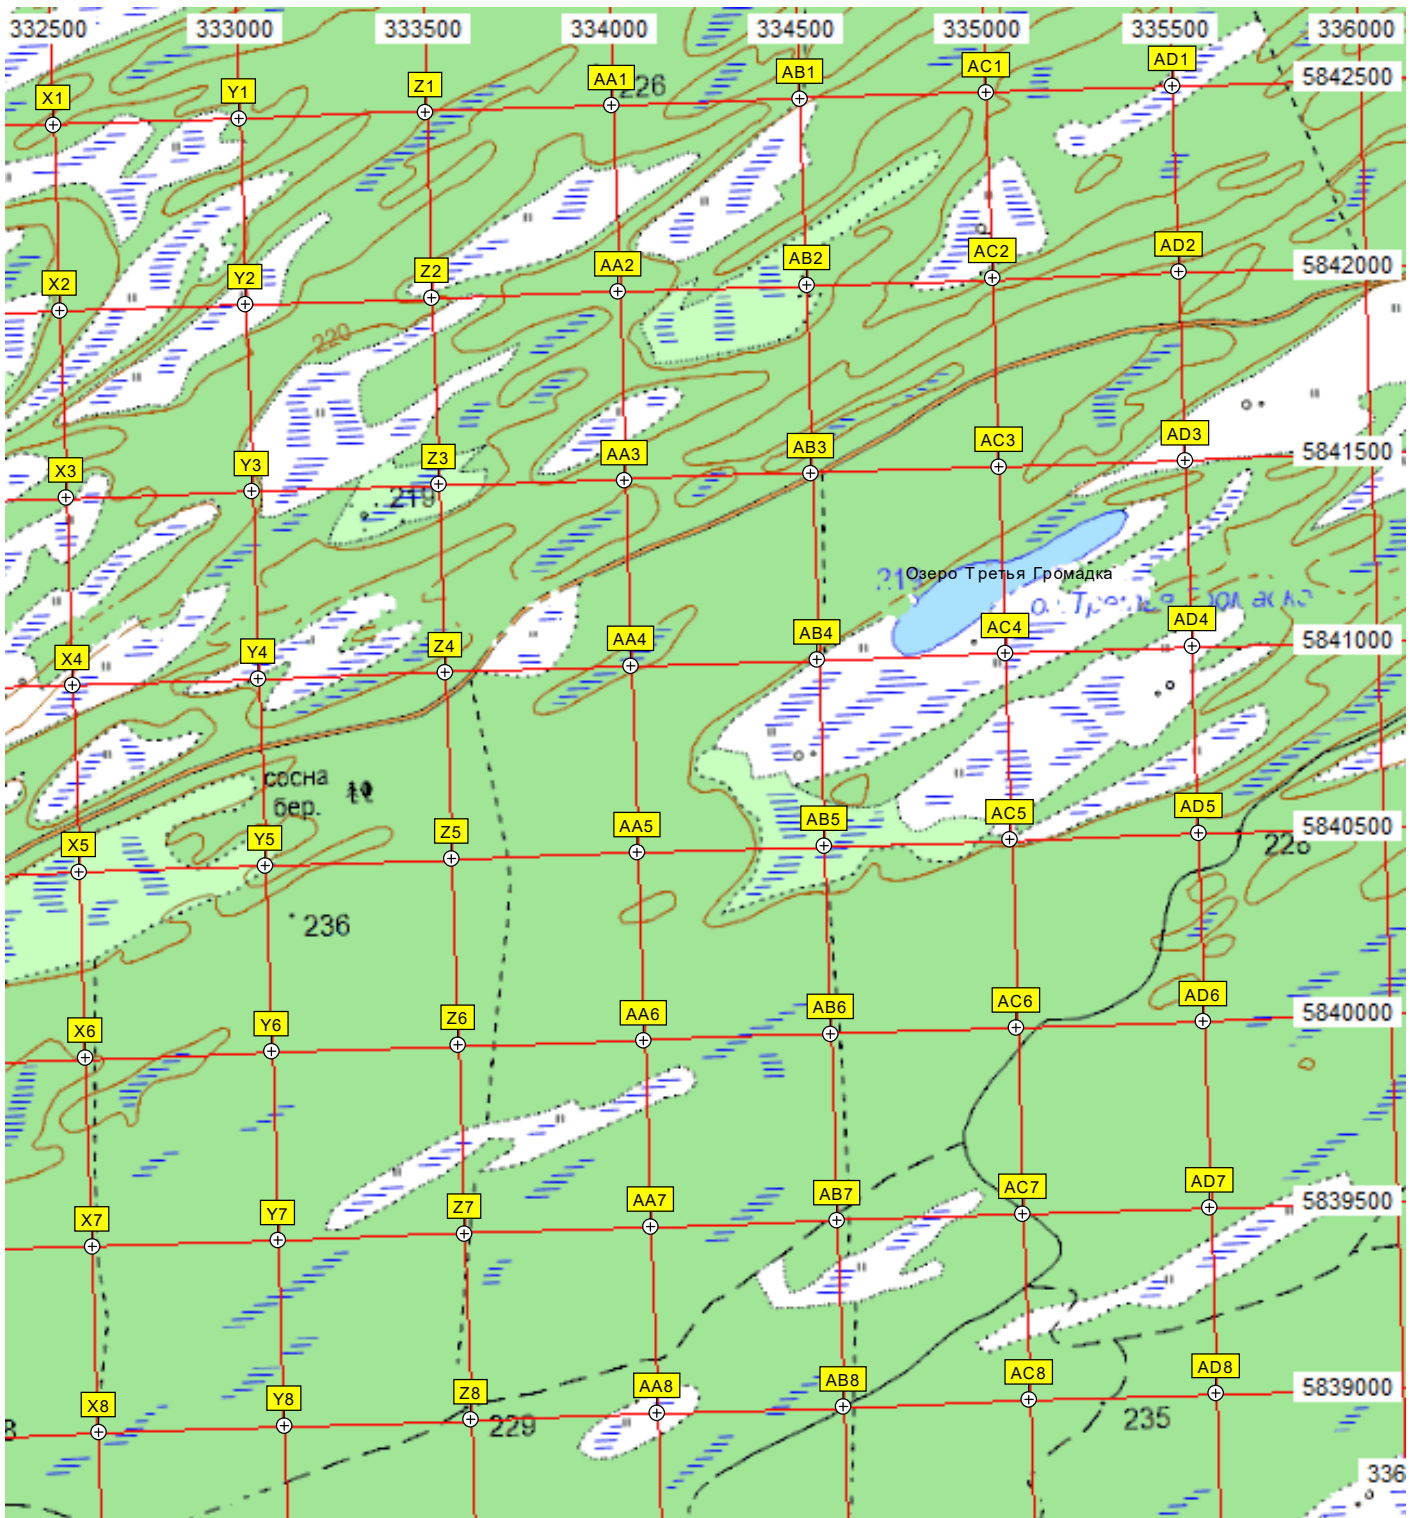 332500 333000 333500 334000 334500 335000 335500 336000
X1 Y1 Z1 AA1 AB1 AC1 AD1
226
5842500
X2 Y2 Z2 AA2 AB2 AC2 AD2
5842000
220
X3 Y3 Z3 AA3 AB3 AC3 AD3
5841500
219
Озеро Третья Громадка
X4 Y4 Z4 AA4 AB4 AC4 AD4
5841000
сосна
бер.
X5 Y5 Z5 AA5 AB5 AC5 AD5
5840500
236
X6 Y6 Z6 AA6 AB6 AC6 AD6
5840000
X7 Y7 Z7 AA7 AB7 AC7 AD7
5839500
X8 Y8 Z8 AA8 AB8 AC8 AD8
5839000
229
235
336